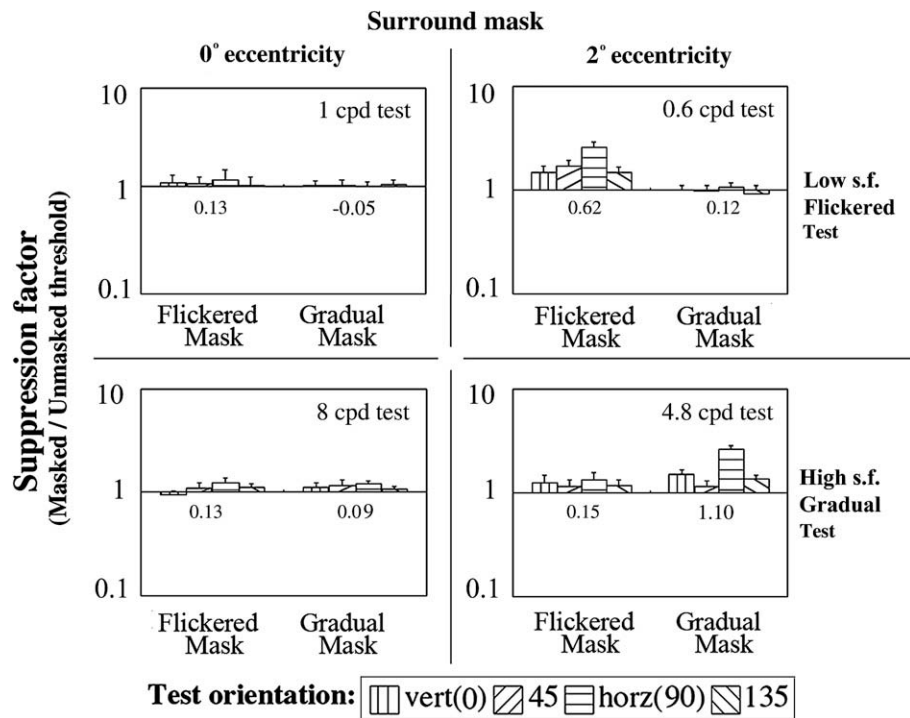 Surround mask
0° eccentricity
2° eccentricity
Suppression factor
(Masked / Unmasked threshold)
10
1
0.1
1 cpd test
0.13
-0.05
Flickered Mask
Gradual Mask
10
1
0.1
0.6 cpd test
0.62
0.12
Flickered Mask
Gradual Mask
Low s.f.
Flickered
Test
10
1
0.1
8 cpd test
0.13
0.09
Flickered Mask
Gradual Mask
10
1
0.1
4.8 cpd test
0.15
1.10
Flickered Mask
Gradual Mask
High s.f.
Gradual
Test
Test orientation: vert(0) 45 horz(90) 135